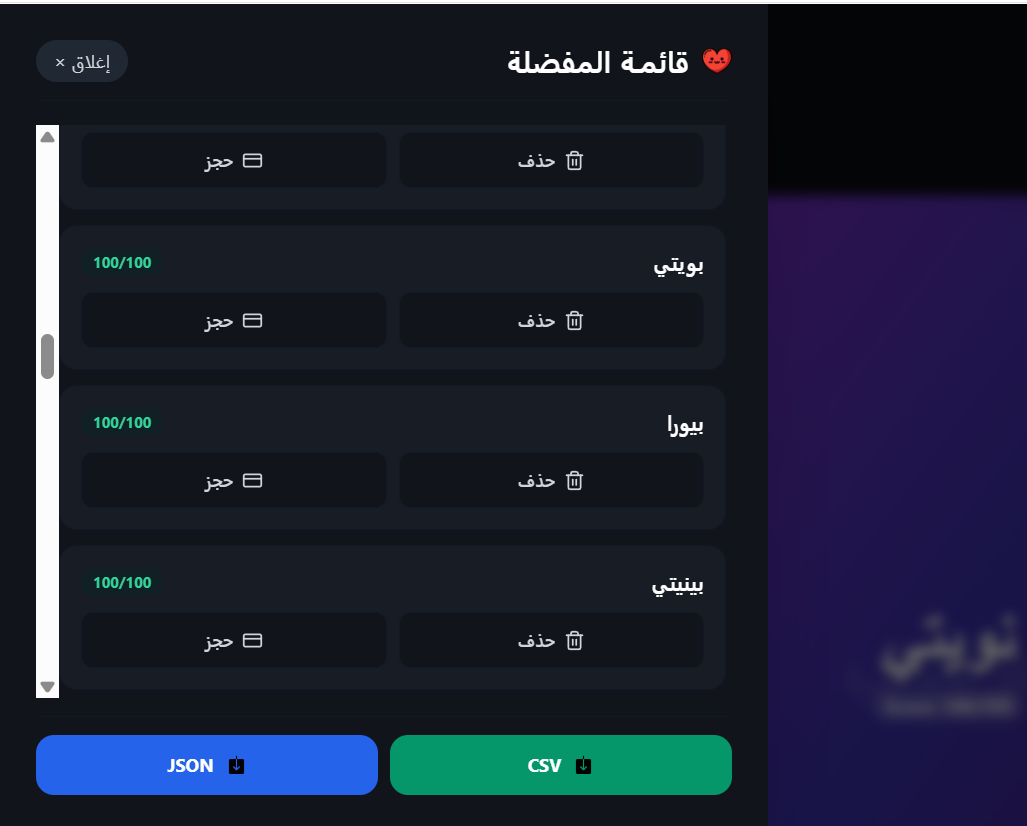 قائمة المفضلة
إغلاق ×
حذف
حجز
بويتي
100/100
حذف
حجز
بيورا
100/100
حذف
حجز
بينيتي
100/100
حذف
حجز
CSV
JSON